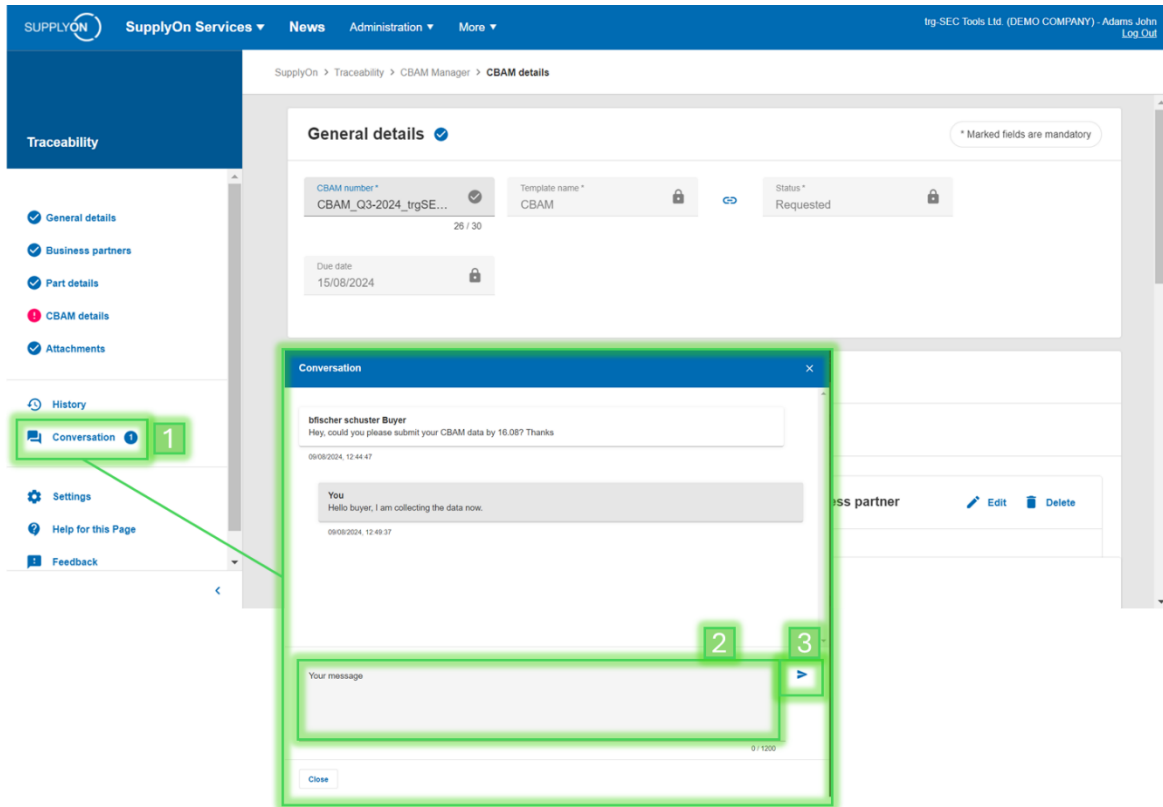 SUPPLYON
SupplyOn Services ▾ News Administration ▾ More ▾
trg-SEC Tools Ltd. (DEMO COMPANY) - Adams John
Log Out
SupplyOn > Traceability > CBAM Manager > CBAM details
Traceability
General details
Business partners
Part details
CBAM details
Attachments
History
Conversation 1
1
Settings
Help for this Page
Feedback
General details
* Marked fields are mandatory
CBAM number *
CBAM_Q3-2024_trgSE...
26 / 30
Template name *
CBAM
Status *
Requested
Due date
15/08/2024
ess partner
Edit
Delete
Conversation
bfischer schuster Buyer
Hey, could you please submit your CBAM data by 16.08? Thanks
09/08/2024, 12:44:47
You
Hello buyer, I am collecting the data now.
09/08/2024, 12:49:37
2
3
Your message
0 / 1200
Close